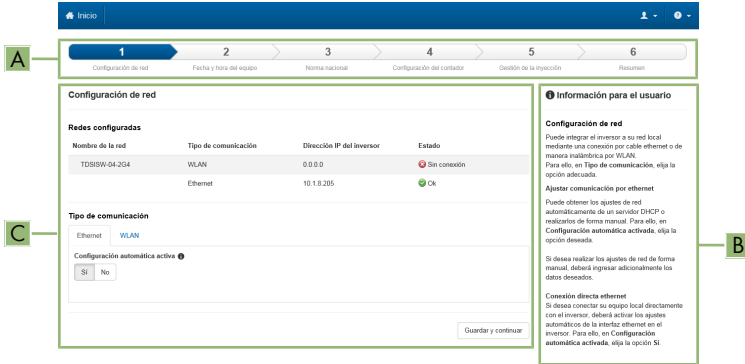 Inicio
1 2 3 4 5 6
Configuración de red Fecha y hora del equipo Norma nacional Configuración del contador Gestión de la inyección Resumen
A
Configuración de red
Redes configuradas
Nombre de la red Tipo de comunicación Dirección IP del inversor Estado
TDSISW-04-2G4 WLAN 0.0.0.0 Sin conexión
Ethernet 10.1.8.205 Ok
Tipo de comunicación
Ethernet WLAN
Configuración automática activa
Sí No
Guardar y continuar
C
Información para el usuario
Configuración de red
Puede integrar el inversor a su red local
mediante una conexión por cable ethernet o de
manera inalámbrica por WLAN.
Para ello, en Tipo de comunicación, elija la
opción adecuada.
Ajustar comunicación por ethernet
Puede obtener los ajustes de red
automáticamente de un servidor DHCP o
realizarlos de forma manual. Para ello, en
Configuración automática activada, elija la
opción deseada.
Si desea realizar los ajustes de red de forma
manual, deberá ingresar adicionalmente los
datos deseados.
Conexión directa ethernet
Si desea conectar su equipo local directamente
con el inversor, deberá activar los ajustes
automáticos de la interfaz ethernet en el
inversor. Para ello, en Configuración
automática activada, elija la opción Sí.
B